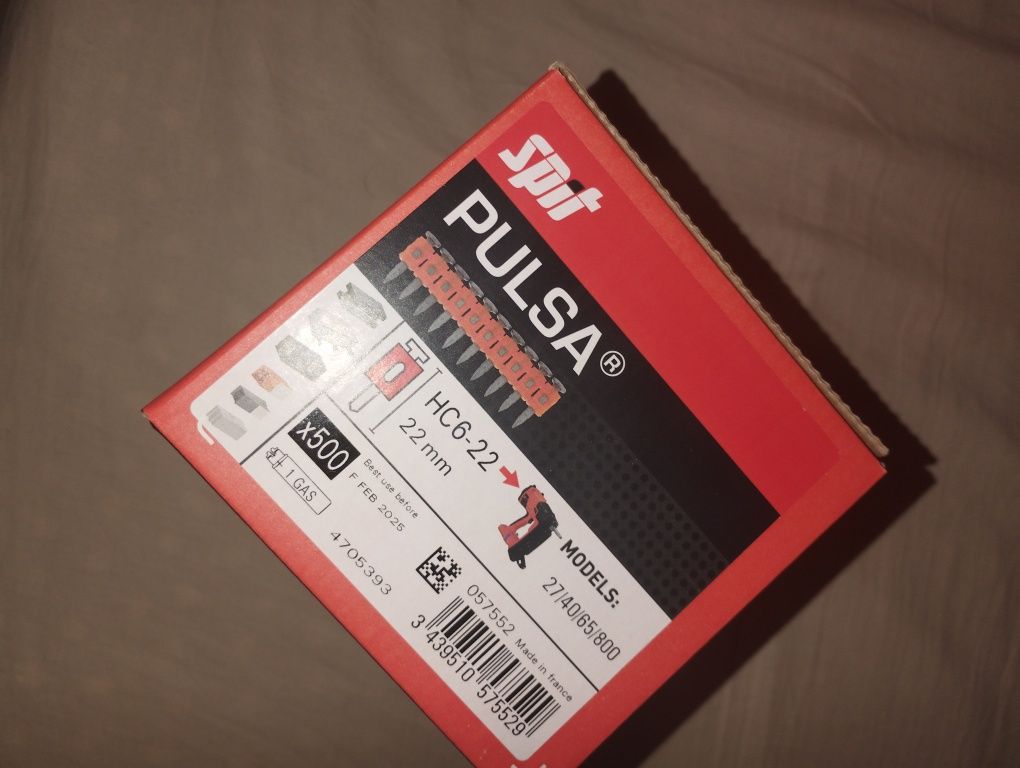 Spit
PULSA®
HC6-22
22 mm
MODELS:
27/40/65/800
x500
+ 1 GAS
Best use before
F FEB 2025
4705393
057552 Made in france
3 439510 575529